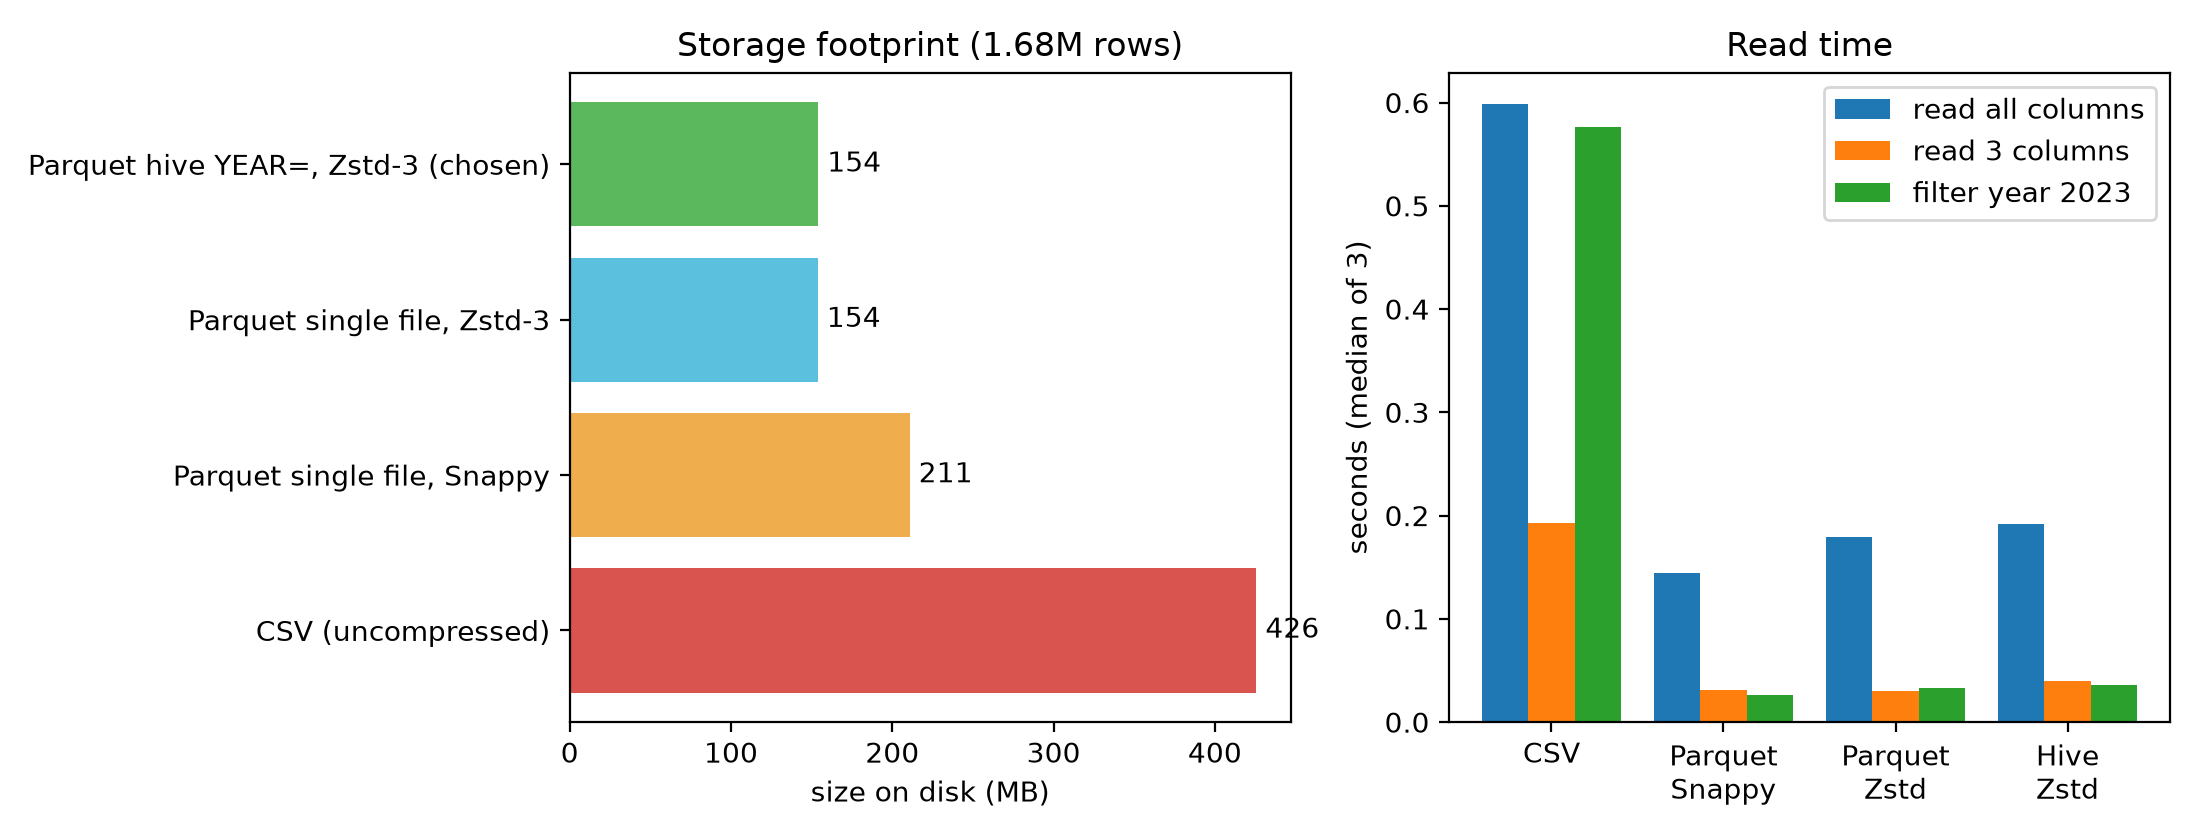 Storage footprint (1.68M rows)
Parquet hive YEAR=, Zstd-3 (chosen)
154
Parquet single file, Zstd-3
154
Parquet single file, Snappy
211
CSV (uncompressed)
426
0
100
200
300
400
size on disk (MB)
Read time
read all columns
read 3 columns
filter year 2023
seconds (median of 3)
0.6
0.5
0.4
0.3
0.2
0.1
0.0
CSV
Parquet
Snappy
Parquet
Zstd
Hive
Zstd